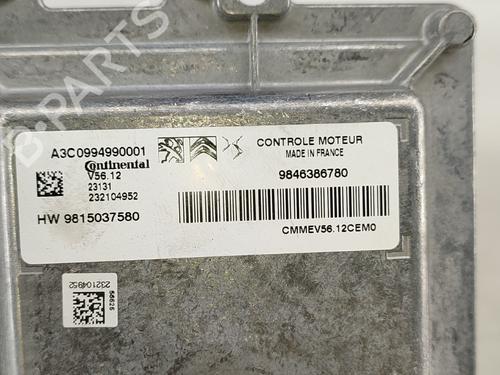 A3C0994990001
Continental
V56.12
23131
232104952
HW 9815037580
CONTROLE MOTEUR
MADE IN FRANCE
9846386780
CMMEV56.12CEM0
232104952
B-PARTS